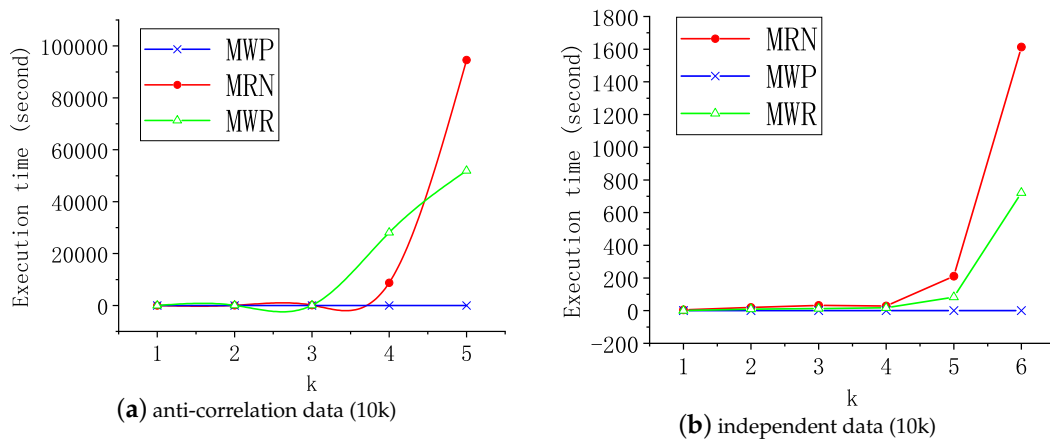 100000
80000
60000
40000
20000
0
Execution time (second)
MWP
MRN
MWR
1 2 3 4 5
k
(a) anti-correlation data (10k)
1800
1600
1400
1200
1000
800
600
400
200
0
-200
Execution time (second)
MRN
MWP
MWR
1 2 3 4 5 6
k
(b) independent data (10k)